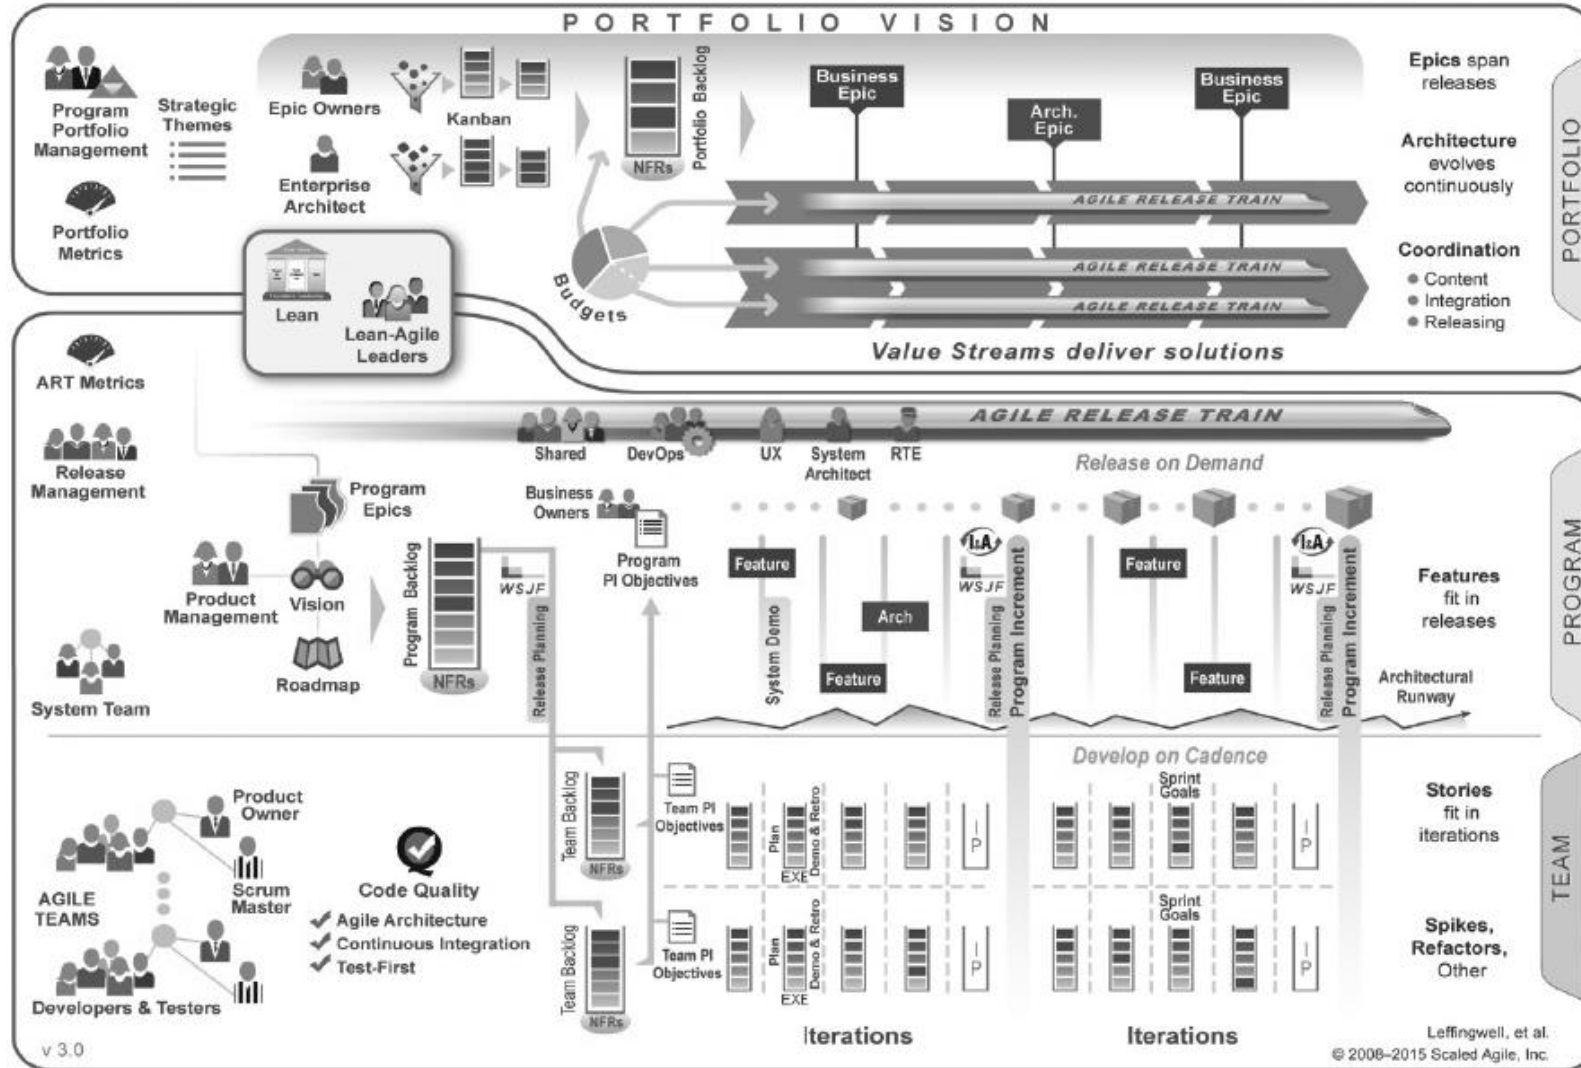 PORTFOLIO VISION
Program
Portfolio
Management
Strategic
Themes
Portfolio
Metrics
Epic Owners
Enterprise
Architect
Kanban
Portfolio Backlog
NFRs
Budgets
Business
Epic
Arch.
Epic
Business
Epic
AGILE RELEASE TRAIN
AGILE RELEASE TRAIN
AGILE RELEASE TRAIN
Value Streams deliver solutions
Epics span
releases
Architecture
evolves
continuously
Coordination
Content
Integration
Releasing
PORTFOLIO
Lean
Lean-Agile
Leaders
ART Metrics
Release
Management
AGILE RELEASE TRAIN
Shared
DevOps
UX
System
Architect
RTE
Release on Demand
Program
Epics
Business
Owners
Program
PI Objectives
Product
Management
Vision
Roadmap
System Team
Program Backlog
NFRs
WSJF
Release Planning
Feature
System Demo
Feature
Arch
I&A
WSJF
Release Planning
Program Increment
Feature
Feature
I&A
WSJF
Release Planning
Program Increment
Features
fit in
releases
Architectural
Runway
PROGRAM
Develop on Cadence
Product
Owner
Scrum
Master
AGILE
TEAMS
Developers & Testers
Code Quality
Agile Architecture
Continuous Integration
Test-First
Team Backlog
NFRs
Team PI
Objectives
Plan
EXE
Demo & Retro
I
P
Sprint
Goals
I
P
Stories
fit in
iterations
Team Backlog
NFRs
Team PI
Objectives
Plan
EXE
Demo & Retro
I
P
Sprint
Goals
I
P
Spikes,
Refactors,
Other
TEAM
Iterations
Iterations
v 3.0
Leffingwell, et al.
© 2008–2015 Scaled Agile, Inc.